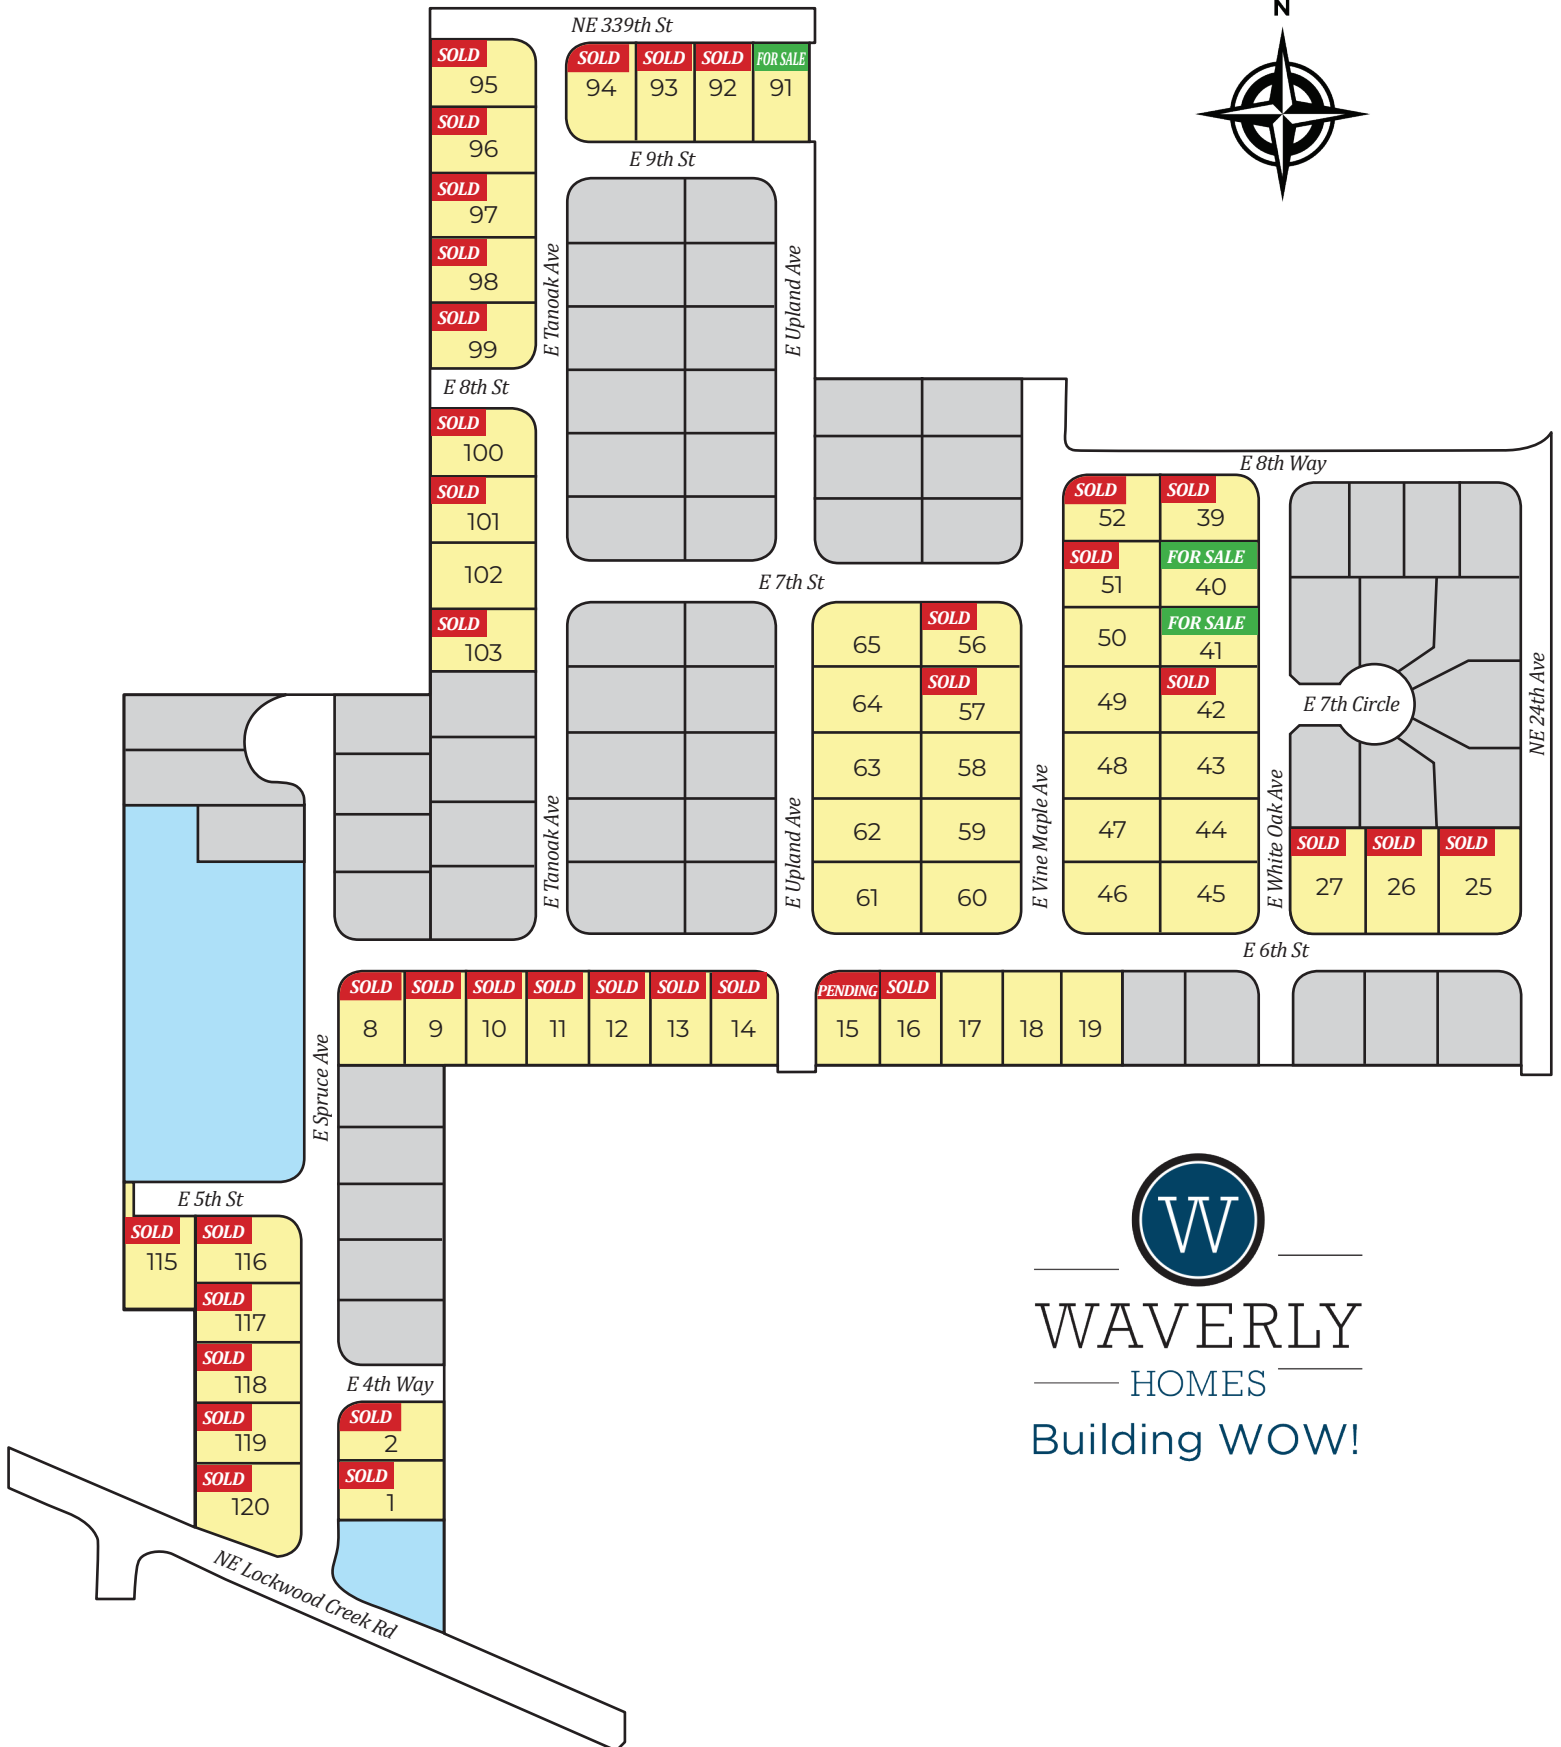 N
NE 339th St
SOLD
95
SOLD SOLD SOLD FOR SALE
94 93 92 91
SOLD
96
E 9th St
SOLD
97
SOLD
98
E Tanoak Ave
E Upland Ave
SOLD
99
E 8th St
SOLD
100
E 8th Way
SOLD
101
SOLD SOLD
52 39
SOLD FOR SALE
51 40
102
E 7th St
SOLD
103
SOLD
65 56
FOR SALE
50 41
SOLD
64 57
SOLD
49 42
E 7th Circle
NE 24th Ave
63 58
48 43
62 59
47 44
E Tanoak Ave
E Upland Ave
E Vine Maple Ave
E White Oak Ave
SOLD SOLD SOLD
27 26 25
61 60
46 45
E 6th St
SOLD SOLD SOLD SOLD SOLD SOLD SOLD
8 9 10 11 12 13 14
PENDING SOLD
15 16 17 18 19
E Spruce Ave
E 5th St
SOLD SOLD
115 116
SOLD
117
SOLD
118
E 4th Way
SOLD
119
SOLD
2
SOLD
120
SOLD
1
NE Lockwood Creek Rd
W
WAVERLY
HOMES
Building WOW!